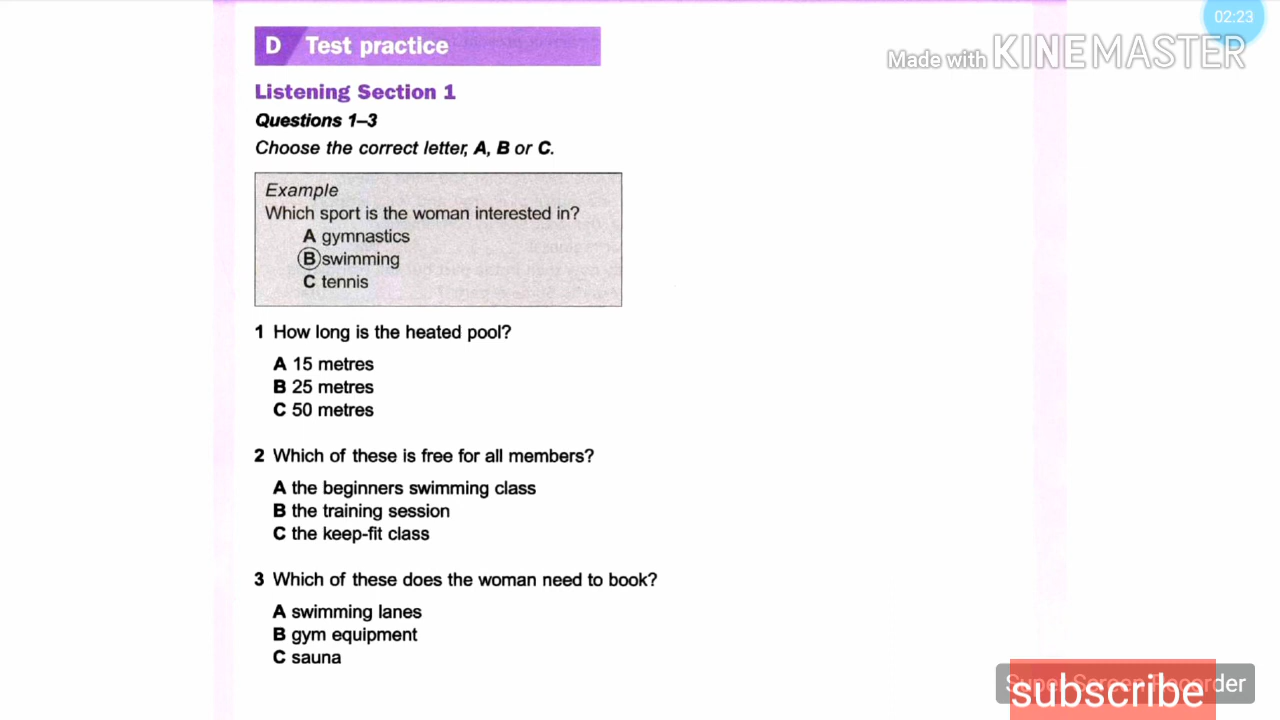 02:23
Made with KINEMASTER
D Test practice
Listening Section 1
Questions 1–3
Choose the correct letter, A, B or C.
Example
Which sport is the woman interested in?
A gymnastics
B swimming
C tennis
1 How long is the heated pool?
A 15 metres
B 25 metres
C 50 metres
2 Which of these is free for all members?
A the beginners swimming class
B the training session
C the keep-fit class
3 Which of these does the woman need to book?
A swimming lanes
B gym equipment
C sauna
Super Screen Recorder
subscribe